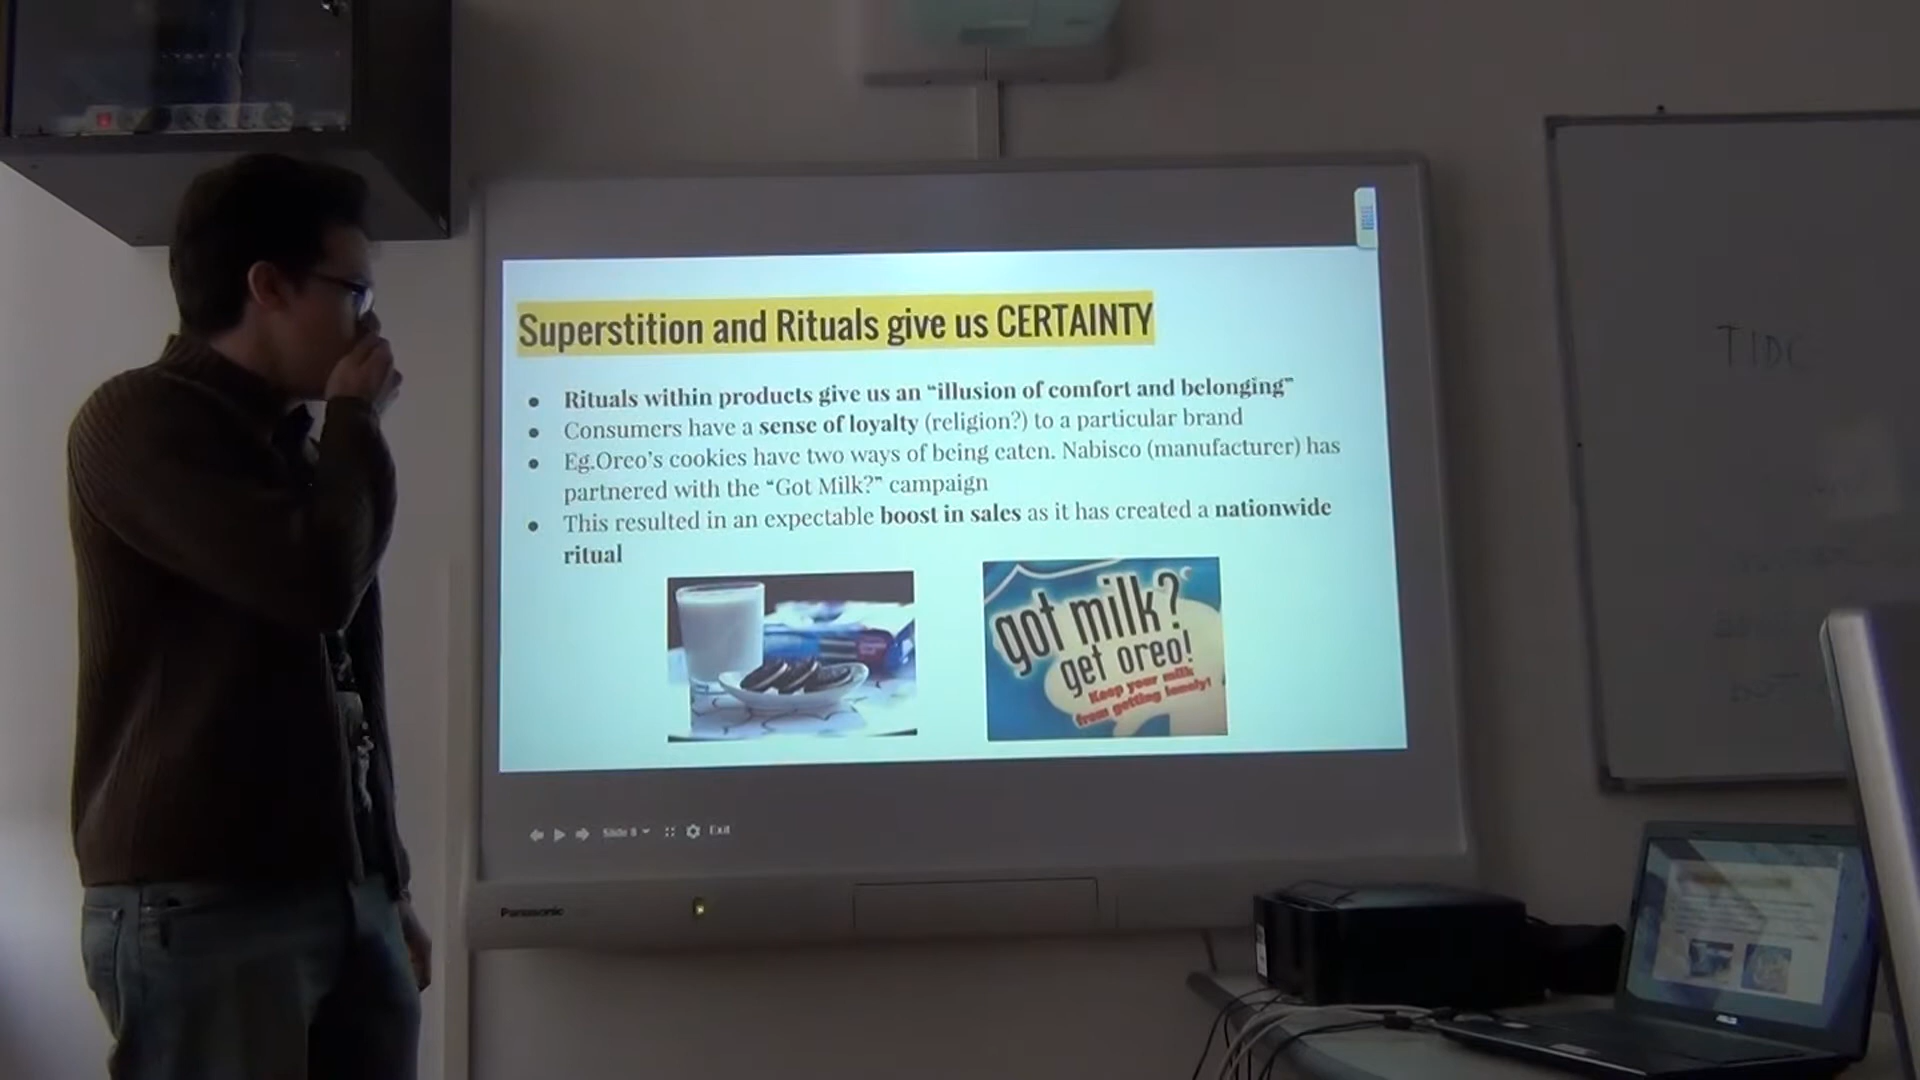 Superstition and Rituals give us CERTAINTY
● Rituals within products give us an “illusion of comfort and belonging”
● Consumers have a sense of loyalty (religion?) to a particular brand
● Eg.Oreo’s cookies have two ways of being eaten. Nabisco (manufacturer) has
partnered with the “Got Milk?” campaign
● This resulted in an expectable boost in sales as it has created a nationwide
ritual
got milk?
get oreo!
Keep your milk
from getting lonely!
Slide 8
Exit
Panasonic
ASUS